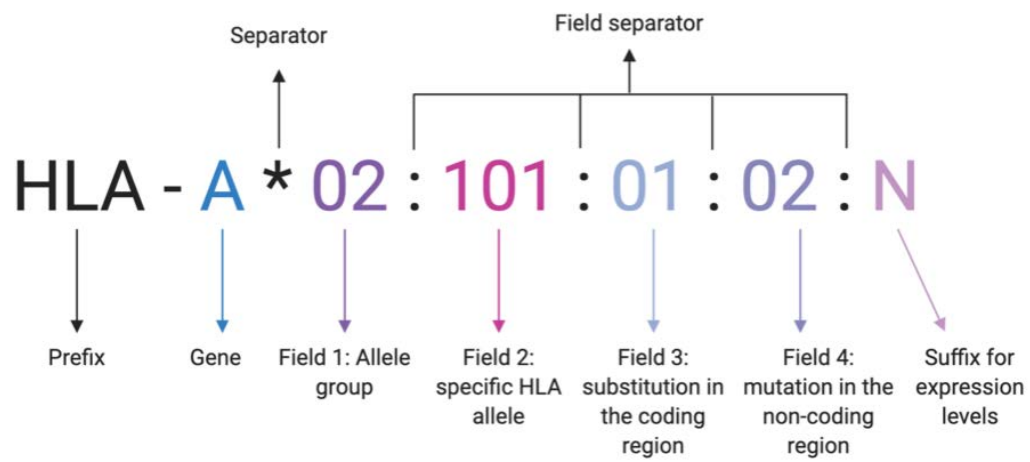 Field separator
Separator
HLA - A * 02 : 101 : 01 : 02 : N
Prefix
Gene
Field 1: Allele
group
Field 2:
specific HLA
allele
Field 3:
substitution in
the coding
region
Field 4:
mutation in the
non-coding
region
Suffix for
expression
levels